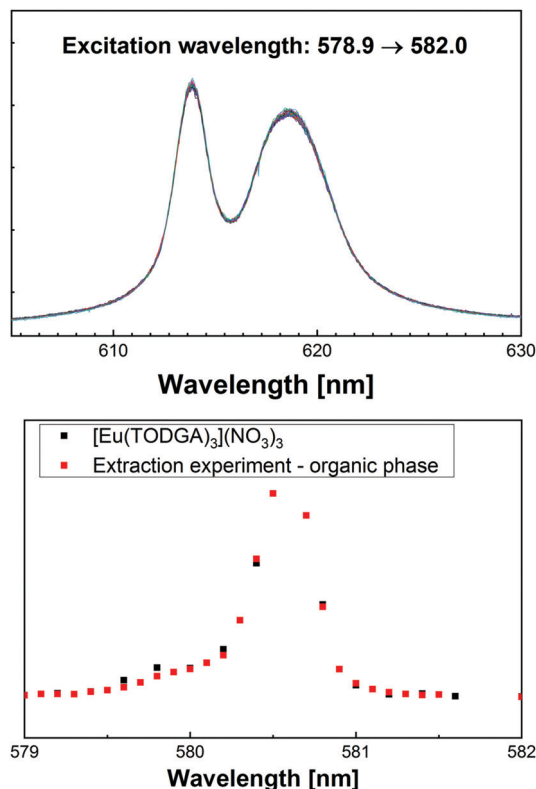 Excitation wavelength: 578.9 → 582.0
610 620 630
Wavelength [nm]
[Eu(TODGA)₃](NO₃)₃
Extraction experiment - organic phase
579 580 581 582
Wavelength [nm]